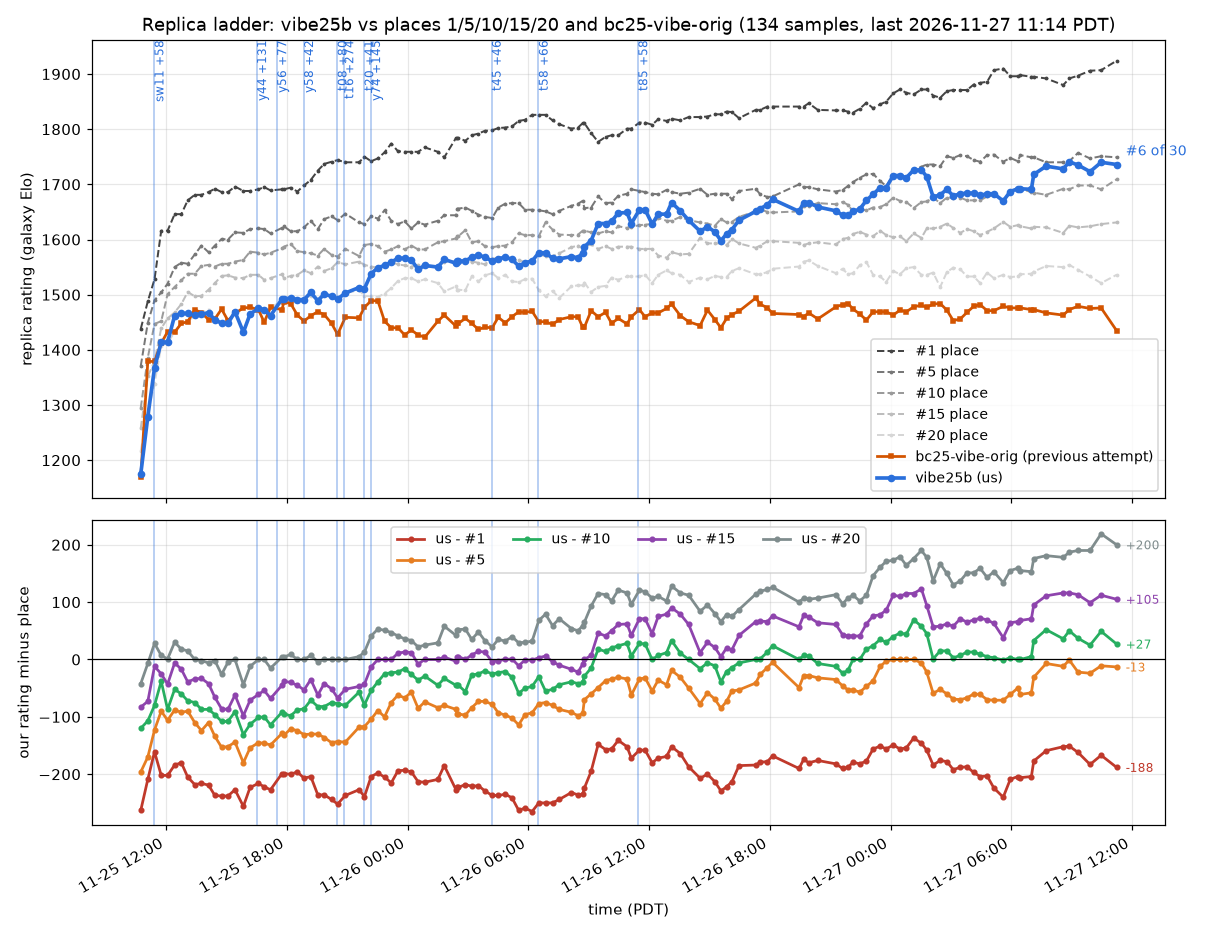 Replica ladder: vibe25b vs places 1/5/10/15/20 and bc25-vibe-orig (134 samples, last 2026-11-27 11:14 PDT)
replica rating (galaxy Elo)
1900
1800
1700
1600
1500
1400
1300
1200
sw11 +58
y44 +131
y56 +77
y58 +42
t08 +80
t16 +274
t20 +41
y74 +145
t45 +46
t58 +66
t85 +58
#6 of 30
#1 place
#5 place
#10 place
#15 place
#20 place
bc25-vibe-orig (previous attempt)
vibe25b (us)
our rating minus place
200
100
0
−100
−200
us - #1
us - #5
us - #10
us - #15
us - #20
+200
+105
+27
-13
-188
11-25 12:00
11-25 18:00
11-26 00:00
11-26 06:00
11-26 12:00
11-26 18:00
11-27 00:00
11-27 06:00
11-27 12:00
time (PDT)